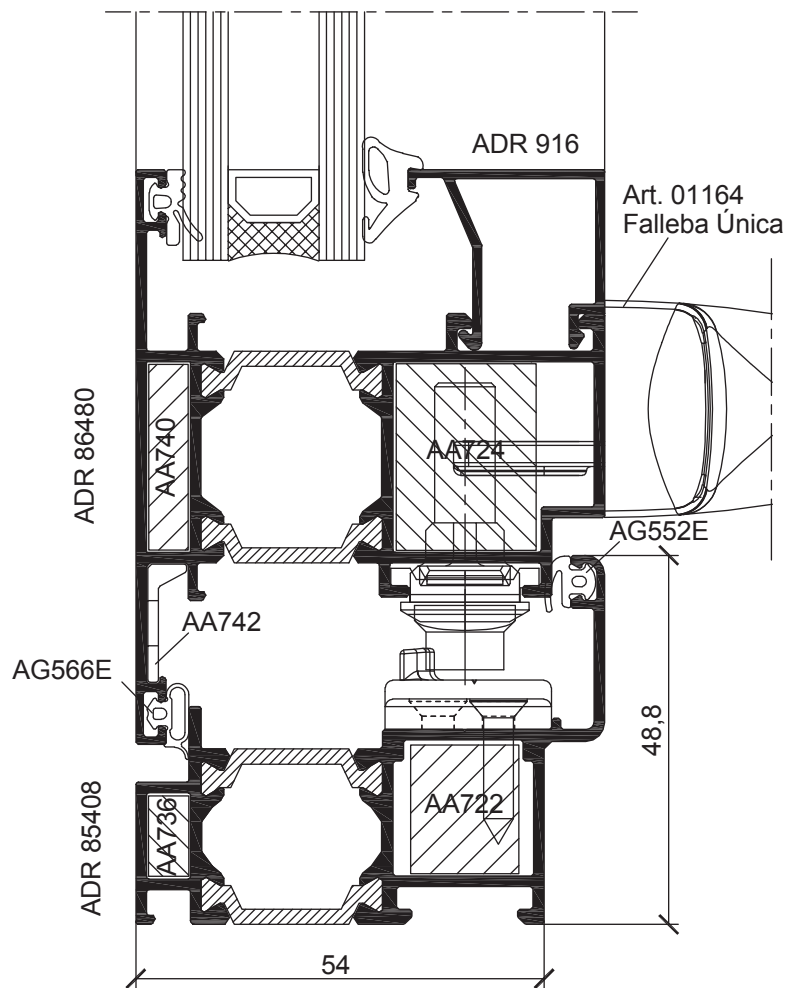 ADR 916
Art. 01164
Falleba Única
ADR 86480
AA740
AA724
AG552E
AA742
AG566E
48,8
ADR 85408
AA736
AA722
54